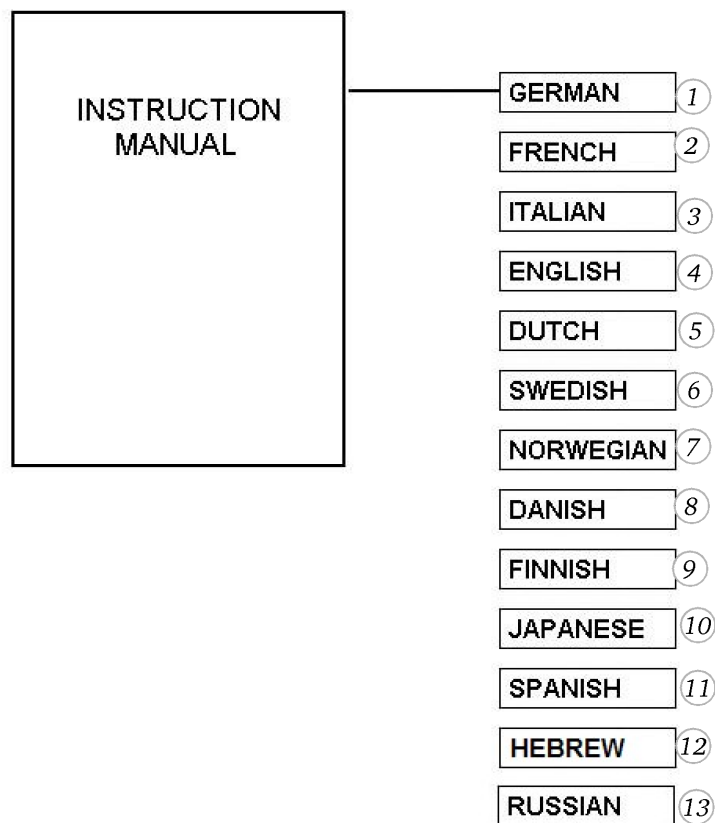 INSTRUCTION
MANUAL
GERMAN 1
FRENCH 2
ITALIAN 3
ENGLISH 4
DUTCH 5
SWEDISH 6
NORWEGIAN 7
DANISH 8
FINNISH 9
JAPANESE 10
SPANISH 11
HEBREW 12
RUSSIAN 13